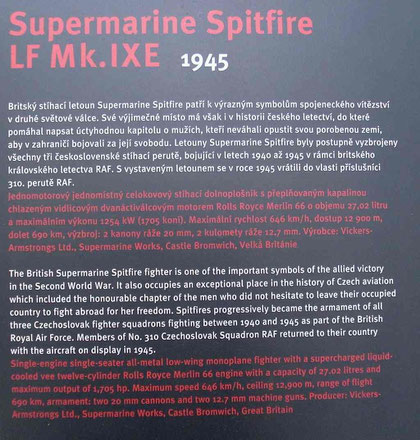 Supermarine Spitfire
LF Mk.IXE 1945
Britský stíhací letoun Supermarine Spitfire patří k výrazným symbolům spojeneckého vítězství
v druhé světové válce. Své výjimečné místo má však i v historii českého letectví, do které
pomáhal napsat úctyhodnou kapitolu o mužích, kteří neváhali opustit svou porobenou zemi,
aby v zahraničí bojovali za její svobodu. Letouny Supermarine Spitfire byly postupně vyzbrojeny
všechny tři československé stíhací perutě, bojující v letech 1940 až 1945 v rámci britského
královského letectva RAF. S vystaveným letounem se v roce 1945 vrátili do vlasti příslušníci
310. perutě RAF.
Jednomotorový jednomístný celokovový stíhací dolnoplošník s přeplňovaným kapalinou
chlazeným vidlicovým dvanáctiválcovým motorem Rolls Royce Merlin 66 o objemu 27,02 litru
a maximálním výkonu 1254 kW (1705 koní). Maximální rychlost 646 km/h, dostup 12 900 m,
dolet 690 km, výzbroj: 2 kanony ráže 20 mm, 2 kulomety ráže 12,7 mm. Výrobce: Vickers-
Armstrongs Ltd., Supermarine Works, Castle Bromwich, Velká Británie
The British Supermarine Spitfire fighter is one of the important symbols of the allied victory
in the Second World War. It also occupies an exceptional place in the history of Czech aviation
which included the honourable chapter of the men who did not hesitate to leave their occupied
country to fight abroad for her freedom. Spitfires progressively became the armament of all
three Czechoslovak fighter squadrons fighting between 1940 and 1945 as part of the British
Royal Air Force. Members of No. 310 Czechoslovak Squadron RAF returned to their country
with the aircraft on display in 1945.
Single-engine single-seater all-metal low-wing monoplane fighter with a supercharged liquid-
cooled vee twelve-cylinder Rolls Royce Merlin 66 engine with a capacity of 27.02 litres and
maximum output of 1,705 hp. Maximum speed 646 km/h, ceiling 12,900 m, range of flight
690 km, armament: two 20 mm cannons and two 12.7 mm machine guns. Producer: Vickers-
Armstrongs Ltd., Supermarine Works, Castle Bromwich, Great Britain